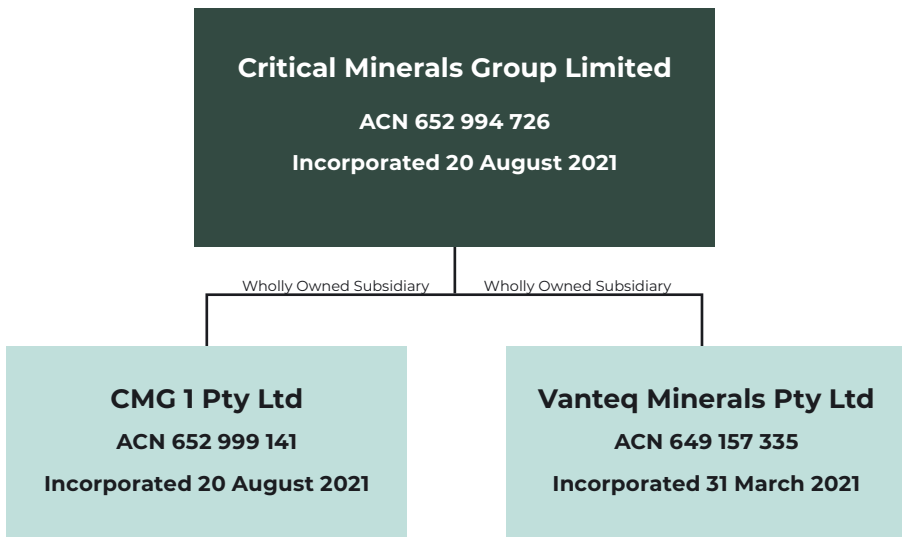 Critical Minerals Group Limited
ACN 652 994 726
Incorporated 20 August 2021
Wholly Owned Subsidiary
Wholly Owned Subsidiary
CMG 1 Pty Ltd
ACN 652 999 141
Incorporated 20 August 2021
Vanteq Minerals Pty Ltd
ACN 649 157 335
Incorporated 31 March 2021